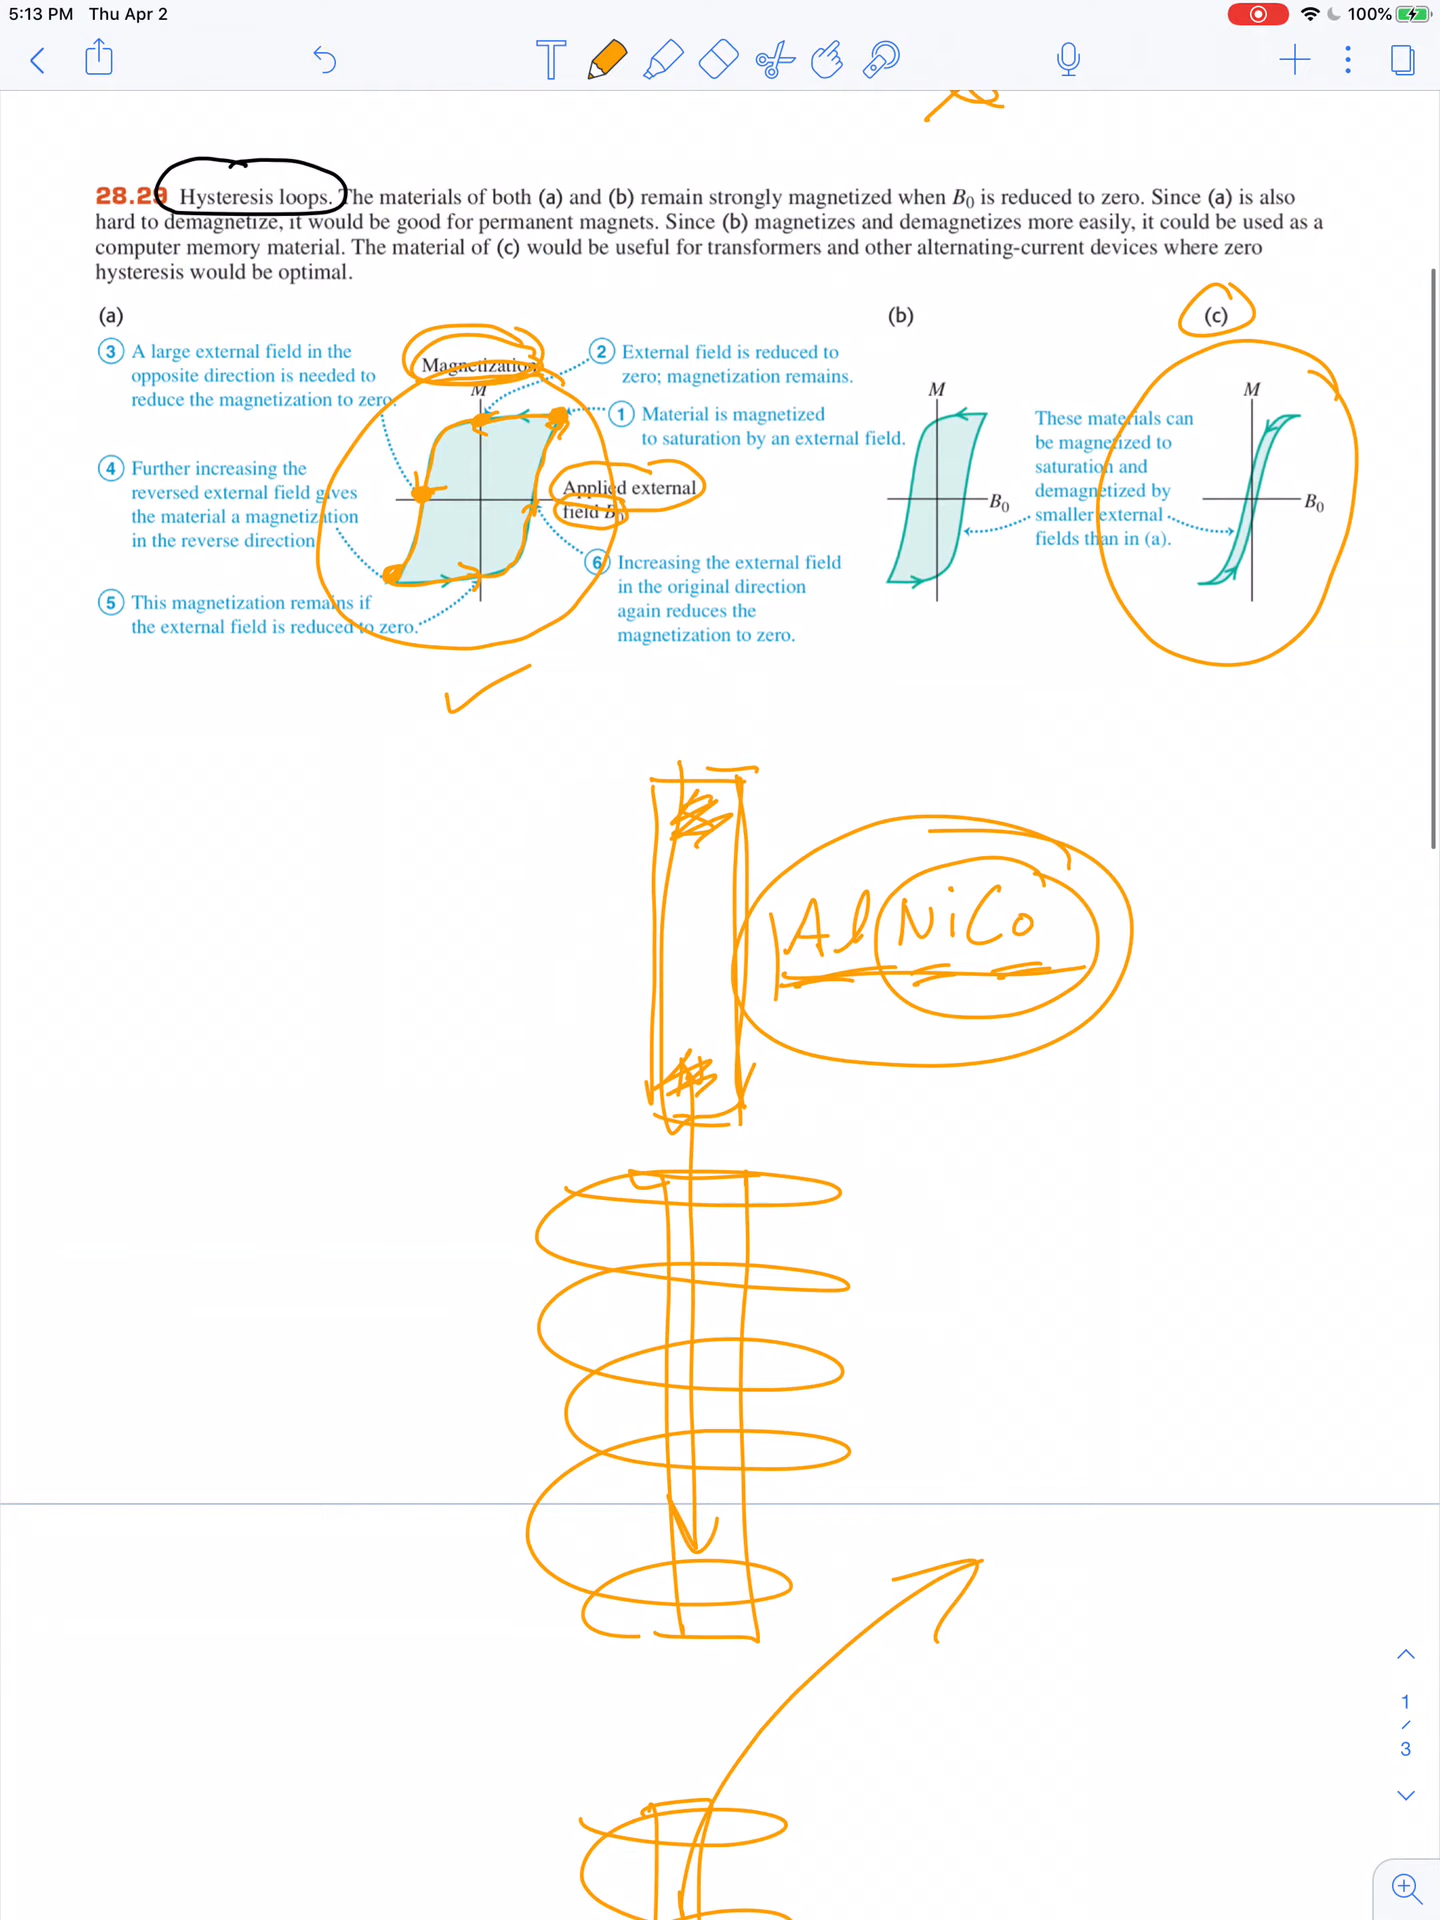 5:13 PM Thu Apr 2
100%
T
28.29 Hysteresis loops. The materials of both (a) and (b) remain strongly magnetized when B0 is reduced to zero. Since (a) is also
hard to demagnetize, it would be good for permanent magnets. Since (b) magnetizes and demagnetizes more easily, it could be used as a
computer memory material. The material of (c) would be useful for transformers and other alternating-current devices where zero
hysteresis would be optimal.
(a)
3 A large external field in the
opposite direction is needed to
reduce the magnetization to zero.
4 Further increasing the
reversed external field gives
the material a magnetization
in the reverse direction
5 This magnetization remains if
the external field is reduced to zero.
Magnetization
M
2 External field is reduced to
zero; magnetization remains.
1 Material is magnetized
to saturation by an external field.
Applied external
field B0
6 Increasing the external field
in the original direction
again reduces the
magnetization to zero.
(b)
M
B0
These materials can
be magnetized to
saturation and
demagnetized by
smaller external
fields than in (a).
(c)
M
B0
AlNiCo
1
/
3